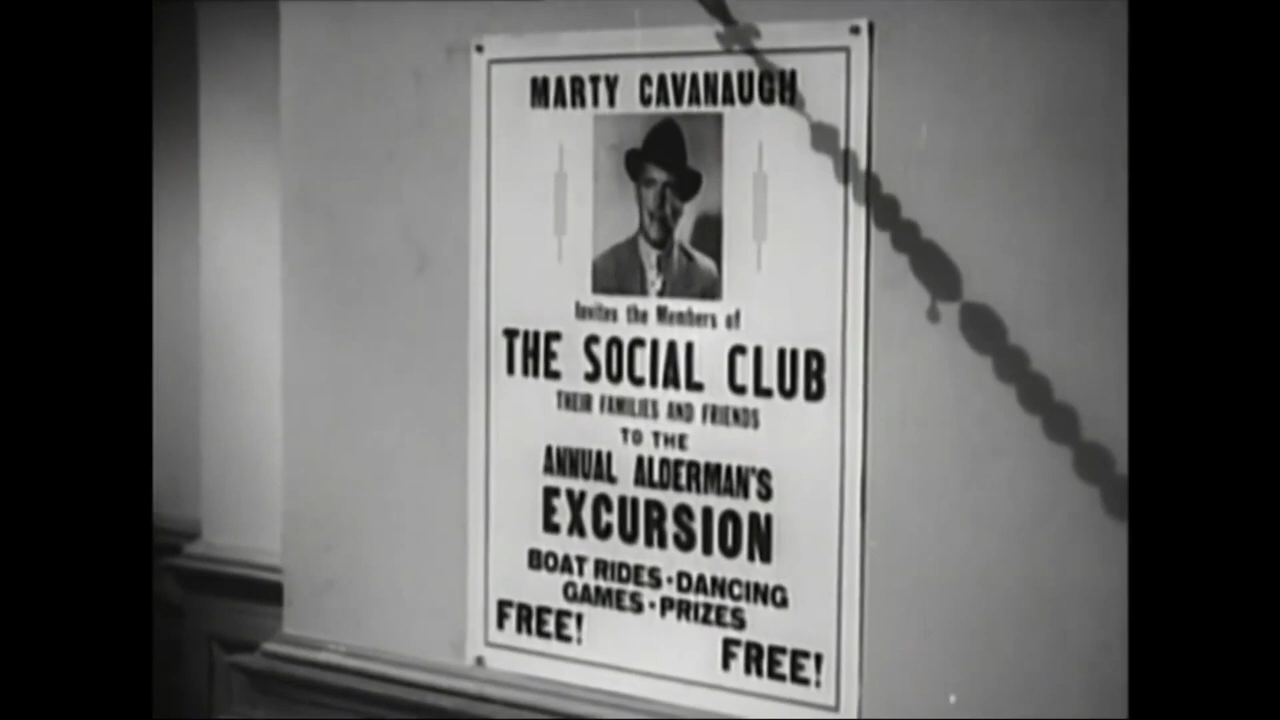 MARTY CAVANAUGH
Invites the Members of
THE SOCIAL CLUB
THEIR FAMILIES AND FRIENDS
TO THE
ANNUAL ALDERMAN'S
EXCURSION
BOAT RIDES · DANCING
GAMES · PRIZES
FREE!
FREE!